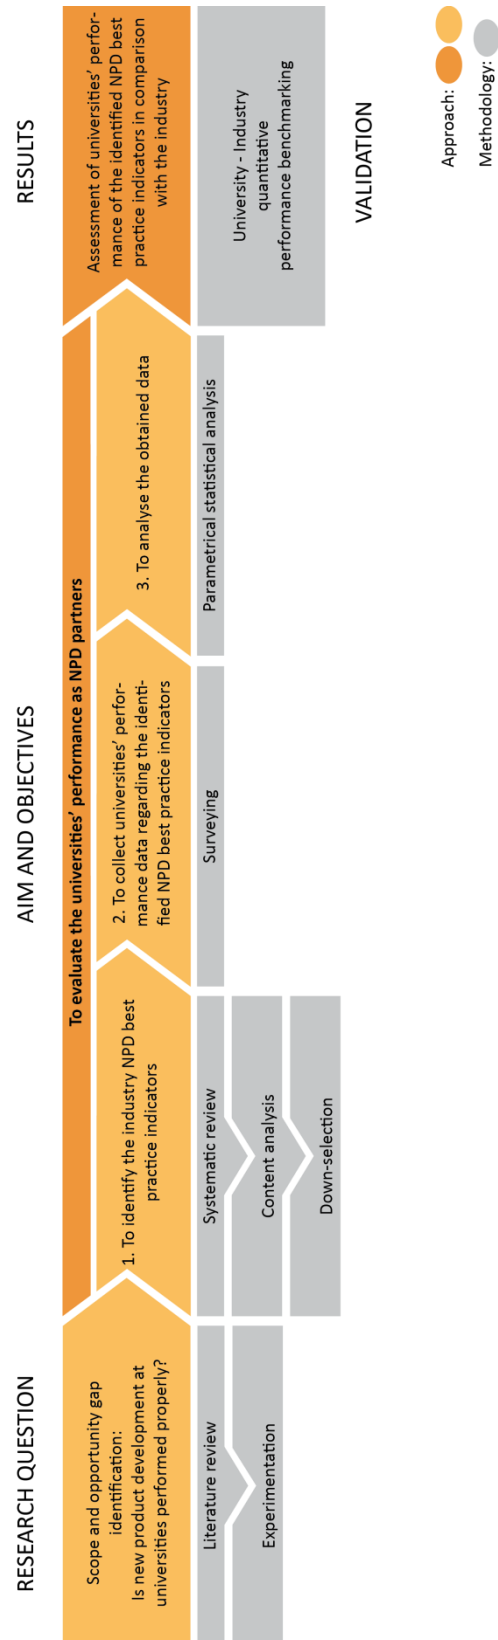 RESEARCH QUESTION
Scope and opportunity gap
identification:
Is new product development at
universities performed properly?
Literature review
Experimentation
AIM AND OBJECTIVES
To evaluate the universities' performance as NPD partners
1. To identify the industry NPD best
practice indicators
Systematic review
Content analysis
Down-selection
2. To collect universities' perfor-
mance data regarding the identi-
fied NPD best practice indicators
Surveying
3. To analyse the obtained data
Parametrical statistical analysis
RESULTS
Assessment of universities' perfor-
mance of the identified NPD best
practice indicators in comparison
with the industry
University - Industry
quantitative
performance benchmarking
VALIDATION
Approach:
Methodology: